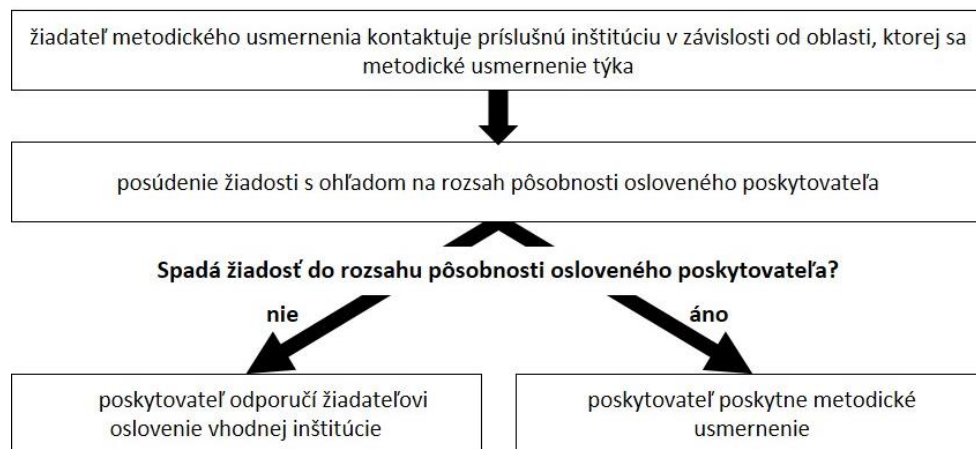 žiadateľ metodického usmernenia kontaktuje príslušnú inštitúciu v závislosti od oblasti, ktorej sa
metodické usmernenie týka
posúdenie žiadosti s ohľadom na rozsah pôsobnosti osloveného poskytovateľa
Spadá žiadosť do rozsahu pôsobnosti osloveného poskytovateľa?
nie
áno
poskytovateľ odporučí žiadateľovi
oslovenie vhodnej inštitúcie
poskytovateľ poskytne metodické
usmernenie